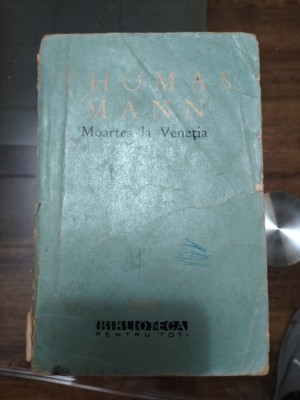 THOMAS
MANN
Moartea la Veneția
BIBLIOTECA
PENTRU TOȚI